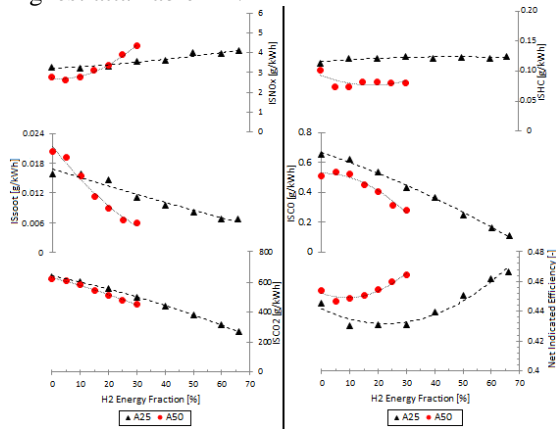 6
5
4
3
2
1
0
ISNOx [g/kWh]
0.20
0.15
0.10
0.05
0.00
ISHC [g/kWh]
0.024
0.018
0.012
0.006
0
ISsoot [g/kWh]
0.8
0.6
0.4
0.2
0
ISCO [g/kWh]
800
600
400
200
0
ISCO2 [g/kWh]
0.48
0.46
0.44
0.42
0.4
Net Indicated Efficiency [-]
0 10 20 30 40 50 60 70
H2 Energy Fraction [%]
A25 A50
0 10 20 30 40 50 60 70
H2 Energy Fraction [%]
A25 A50